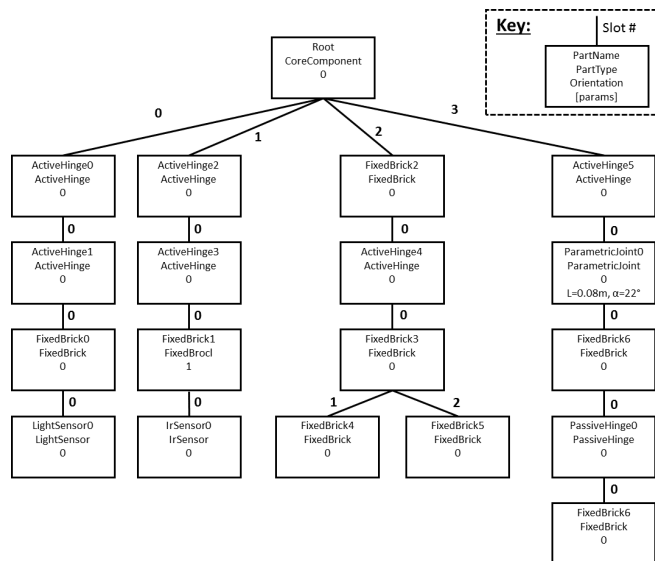 Key:
Slot #
PartName
PartType
Orientation
[params]
Root
CoreComponent
0
0
1
2
3
ActiveHinge0
ActiveHinge
0
ActiveHinge2
ActiveHinge
0
FixedBrick2
FixedBrick
0
ActiveHinge5
ActiveHinge
0
0
0
0
0
ActiveHinge1
ActiveHinge
0
ActiveHinge3
ActiveHinge
0
ActiveHinge4
ActiveHinge
0
ParametricJoint0
ParametricJoint
0
L=0.08m, α=22°
0
0
0
0
FixedBrick0
FixedBrick
0
FixedBrick1
FixedBrocl
1
FixedBrick3
FixedBrick
0
FixedBrick6
FixedBrick
0
0
0
1
2
0
LightSensor0
LightSensor
0
IrSensor0
IrSensor
0
FixedBrick4
FixedBrick
0
FixedBrick5
FixedBrick
0
PassiveHinge0
PassiveHinge
0
0
FixedBrick6
FixedBrick
0